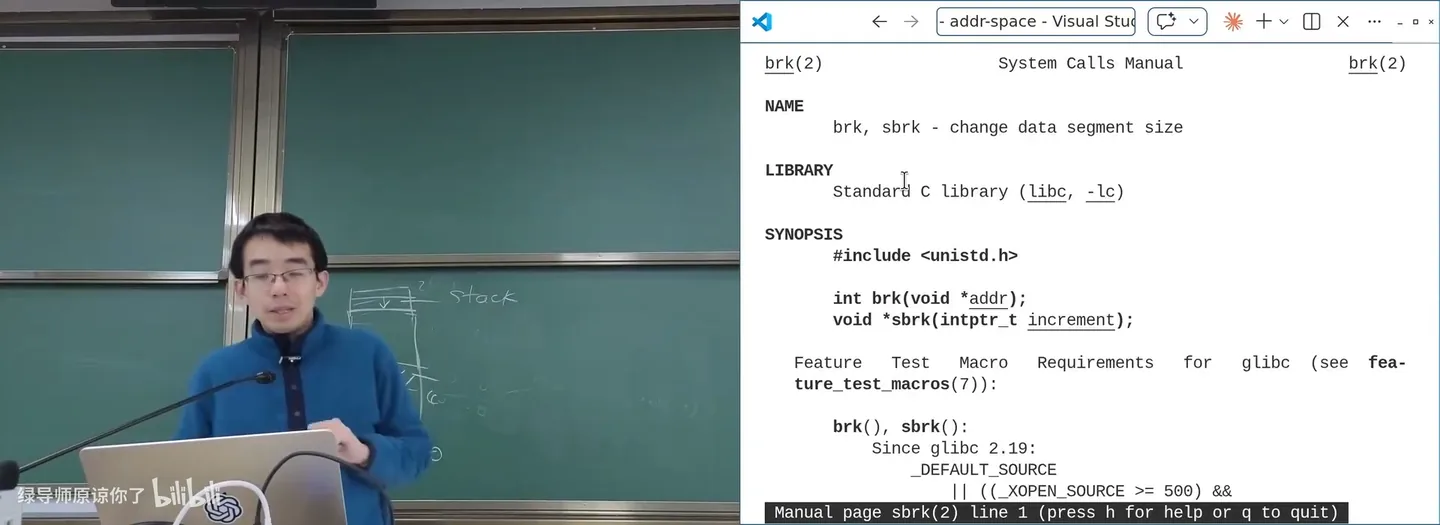 stack
绿导师原谅你了 bilibili
- addr-space - Visual Stud
brk(2) System Calls Manual brk(2)
NAME
brk, sbrk - change data segment size
LIBRARY
Standard C library (libc, -lc)
SYNOPSIS
#include <unistd.h>
int brk(void *addr);
void *sbrk(intptr_t increment);
Feature Test Macro Requirements for glibc (see fea-
ture_test_macros(7)):
brk(), sbrk():
Since glibc 2.19:
_DEFAULT_SOURCE
|| ((_XOPEN_SOURCE >= 500) &&
Manual page sbrk(2) line 1 (press h for help or q to quit)